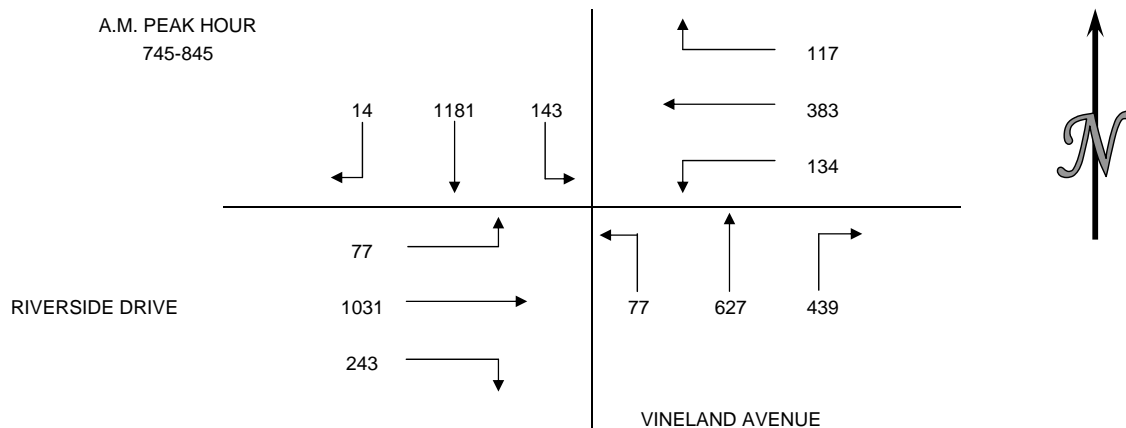 A.M. PEAK HOUR
745-845
117
14 1181 143 383
134
77
RIVERSIDE DRIVE 1031 77 627 439
243
VINELAND AVENUE
N